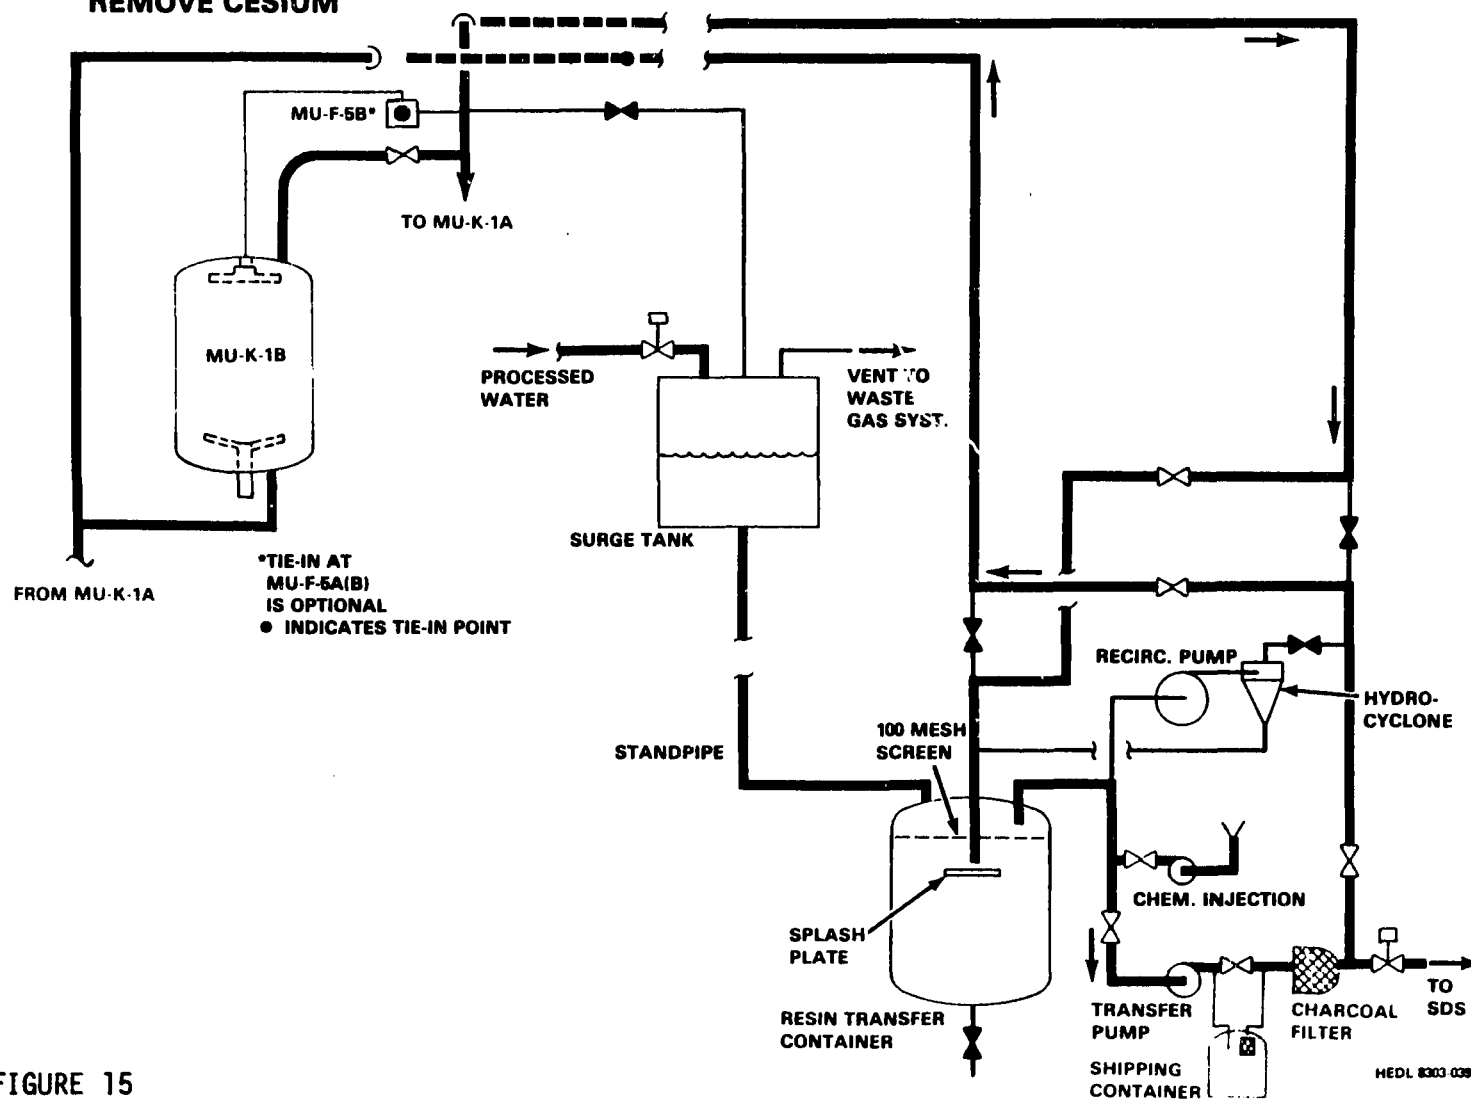 REMOVE CESIUM
MU-F-5B*
TO MU-K-1A
MU-K-1B
PROCESSED
WATER
VENT TO
WASTE
GAS SYST.
SURGE TANK
FROM MU-K-1A
*TIE-IN AT
MU-F-5A(B)
IS OPTIONAL
● INDICATES TIE-IN POINT
RECIRC. PUMP
HYDRO-
CYCLONE
100 MESH
SCREEN
STANDPIPE
CHEM. INJECTION
SPLASH
PLATE
RESIN TRANSFER
CONTAINER
TRANSFER
PUMP
CHARCOAL
FILTER
TO
SDS
SHIPPING
CONTAINER
HEDL 8303-039
FIGURE 15